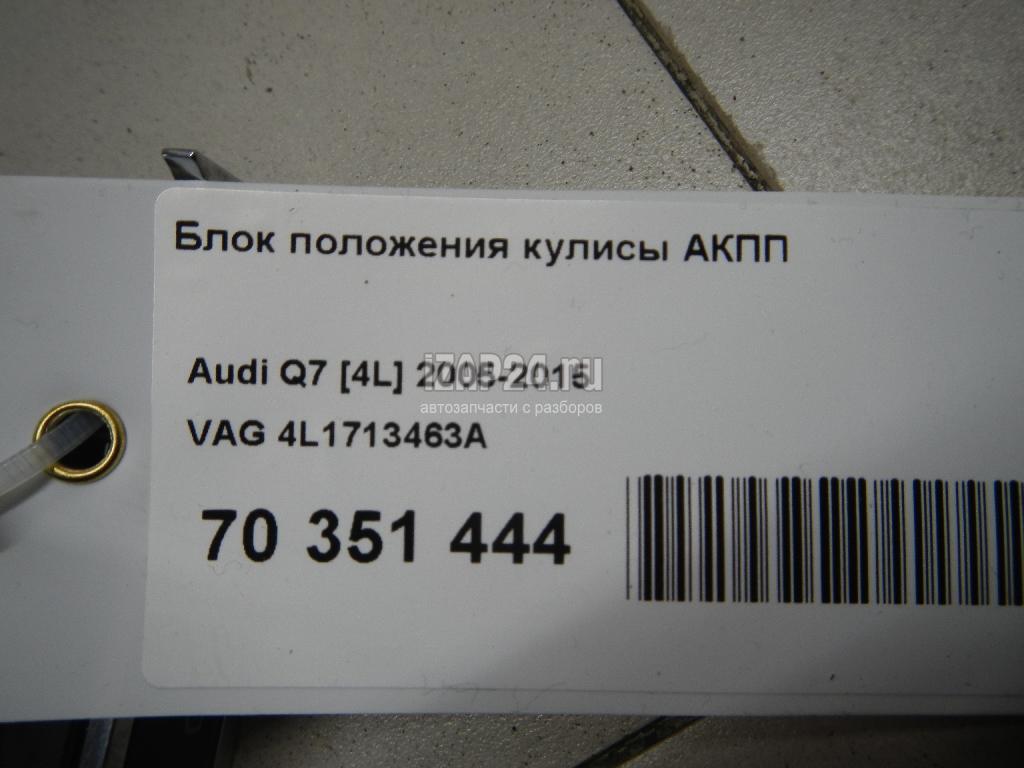 Блок положения кулисы АКПП
Audi Q7 [4L] 2005-2015
iZAP24.ru
автозапчасти с разборов
VAG 4L1713463A
70 351 444